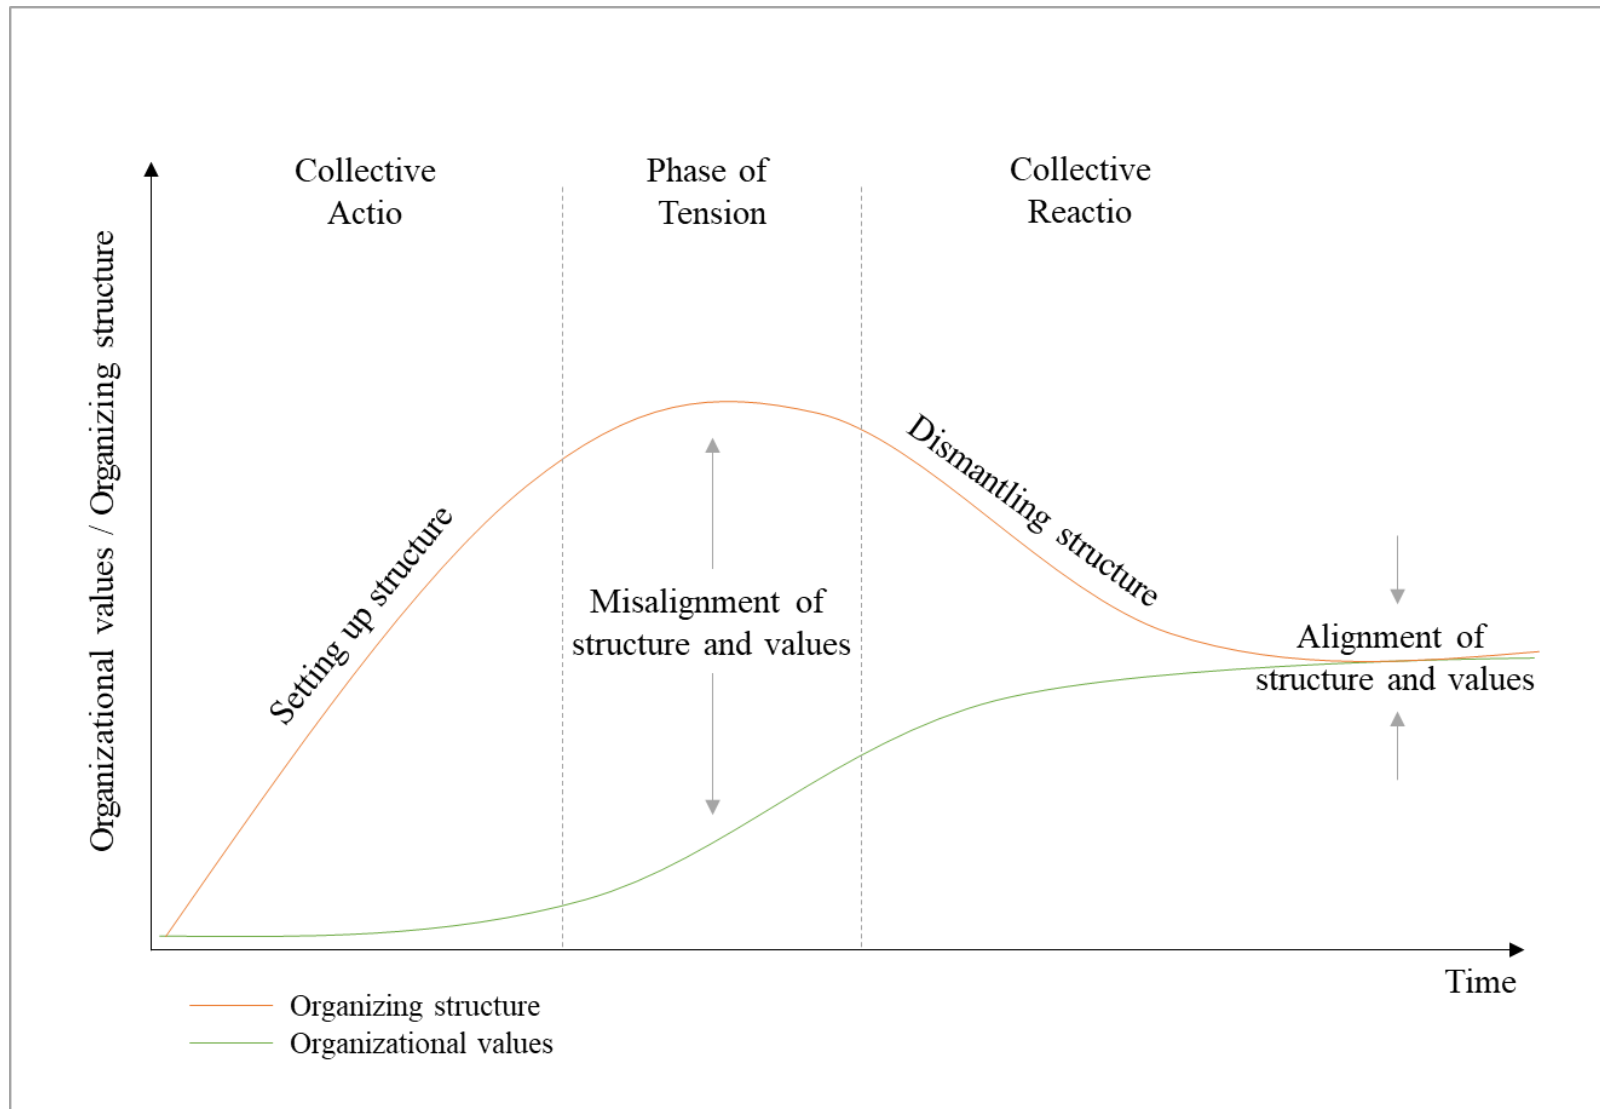 Collective
Actio
Phase of
Tension
Collective
Reactio
Organizational values / Organizing structure
Setting up structure
Dismantling structure
Misalignment of
structure and values
Alignment of
structure and values
Time
Organizing structure
Organizational values